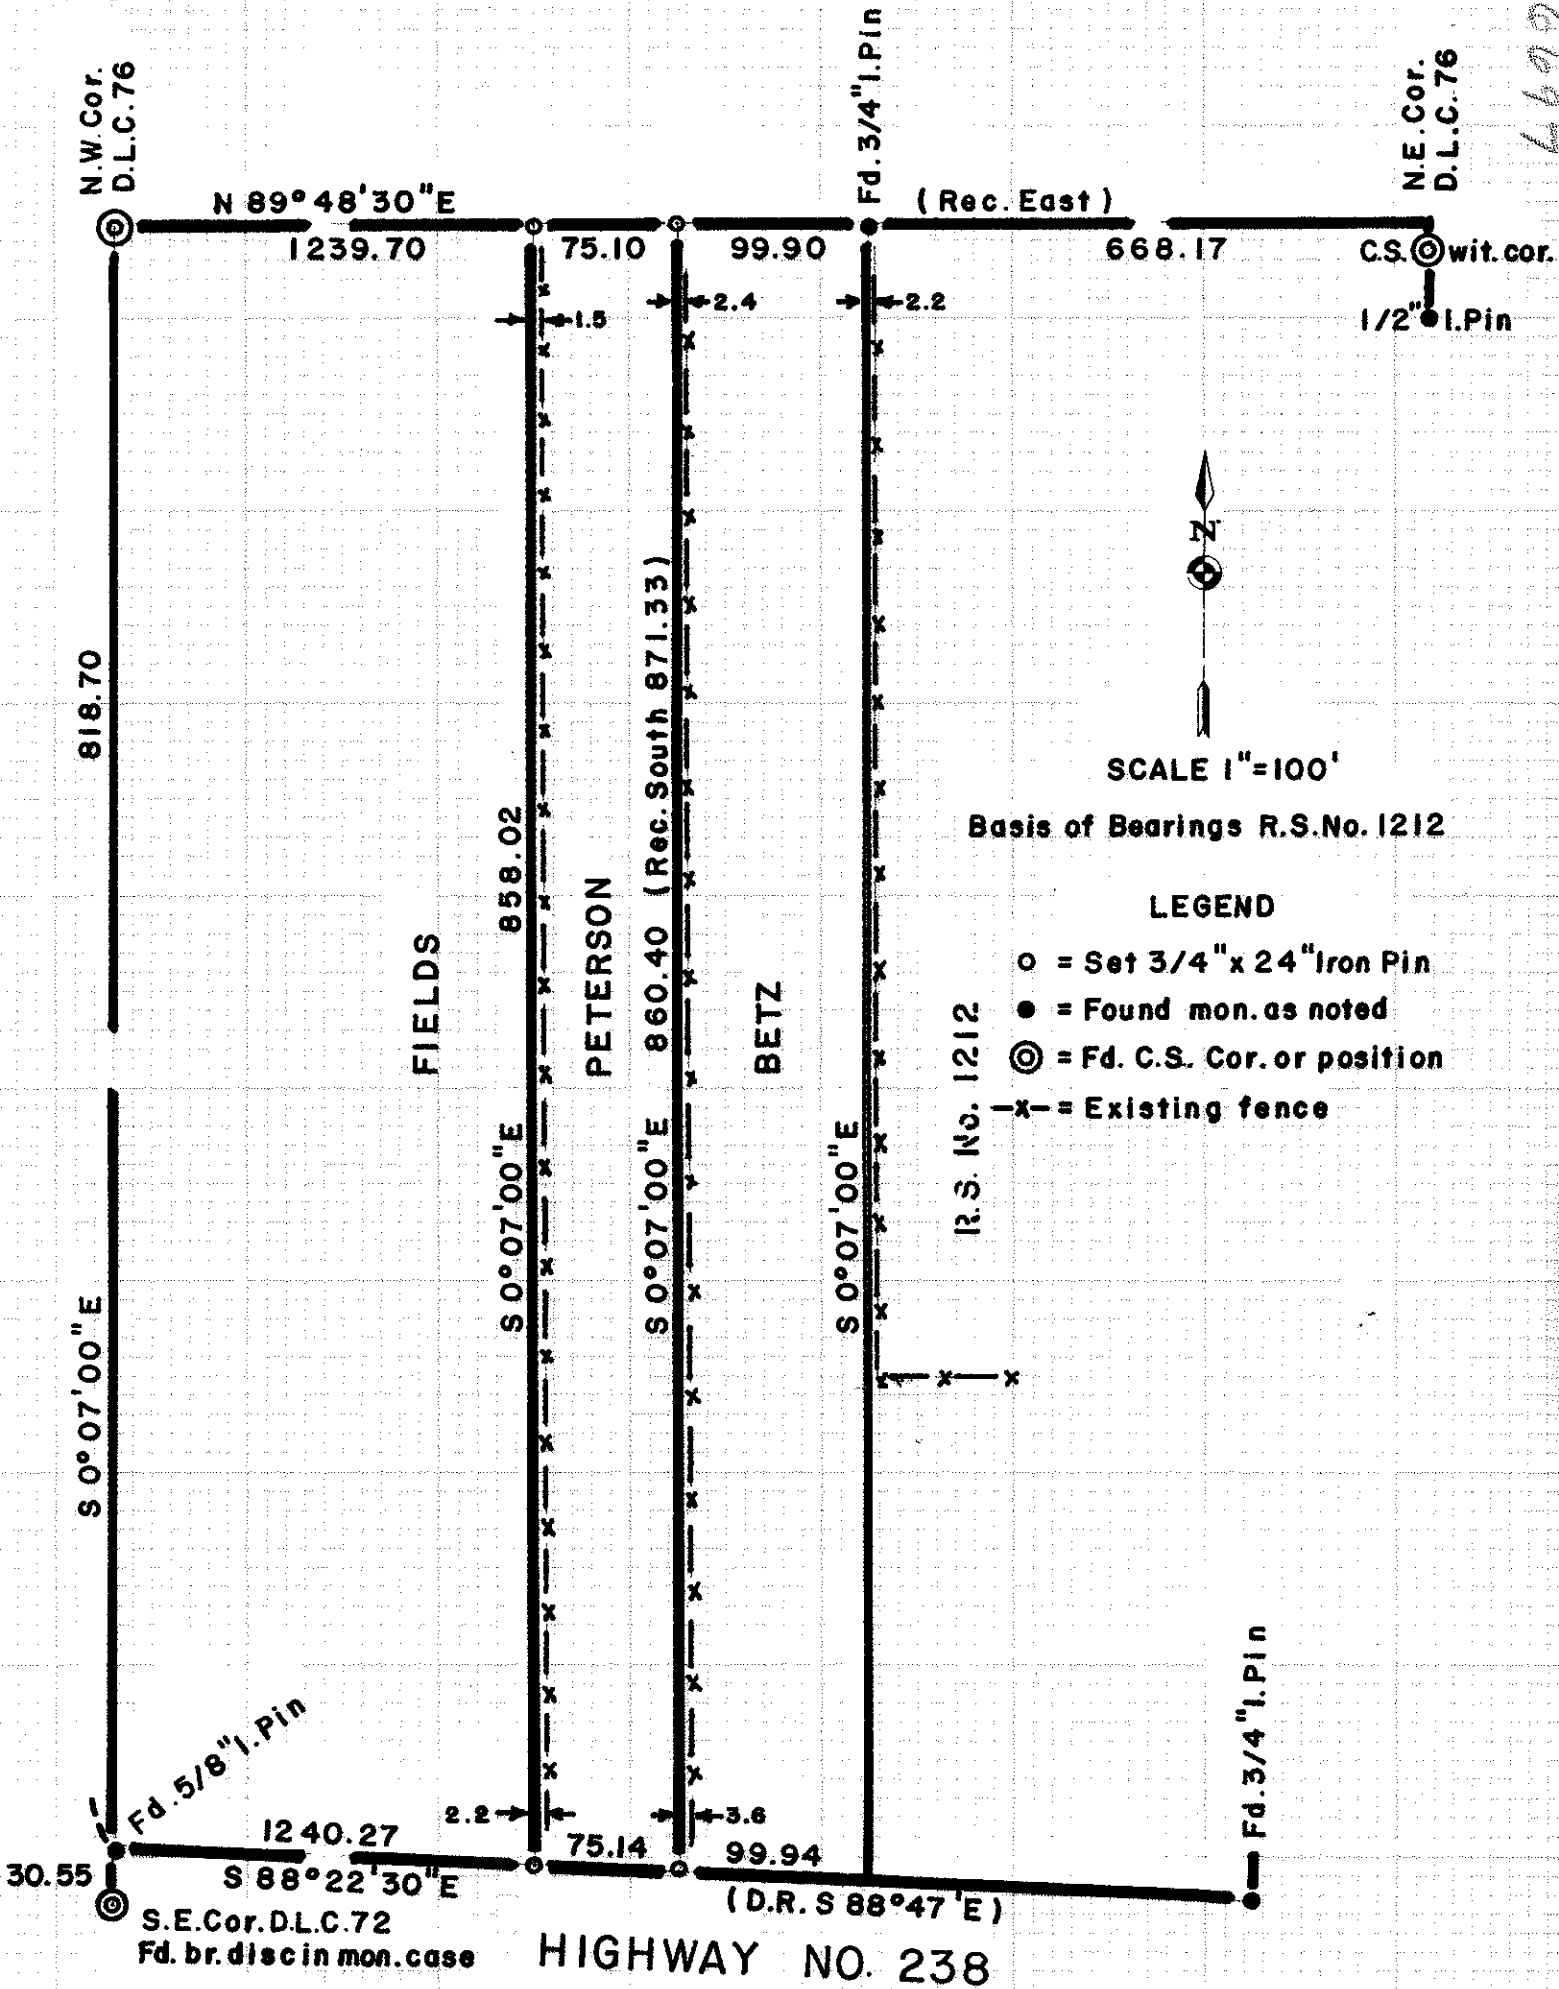 6697
N.W. Cor.
D.L.C. 76
Fd. 3/4" I.Pin
N.E. Cor.
D.L.C. 76
N 89° 48' 30" E
(Rec. East)
1239.70
75.10
99.90
668.17
C.S. wit. cor.
1.5
2.4
2.2
1/2" I.Pin
N
818.70
S 0° 07' 00" E
FIELDS
858.02
S 0° 07' 00" E
PETERSON
860.40 (Rec. South 871.33)
S 0° 07' 00" E
BETZ
S 0° 07' 00" E
R.S. No. 1212
SCALE 1" = 100'
Basis of Bearings R.S. No. 1212
LEGEND
o = Set 3/4" x 24" Iron Pin
● = Found mon. as noted
◎ = Fd. C.S. Cor. or position
—x— = Existing fence
Fd. 5/8" I.Pin
Fd. 3/4" I.Pin
2.2
3.6
1240.27
75.14
99.94
30.55
S 88° 22' 30" E
(D.R. S 88° 47' E)
S.E. Cor. D.L.C. 72
Fd. br. disc in mon. case
HIGHWAY NO. 238